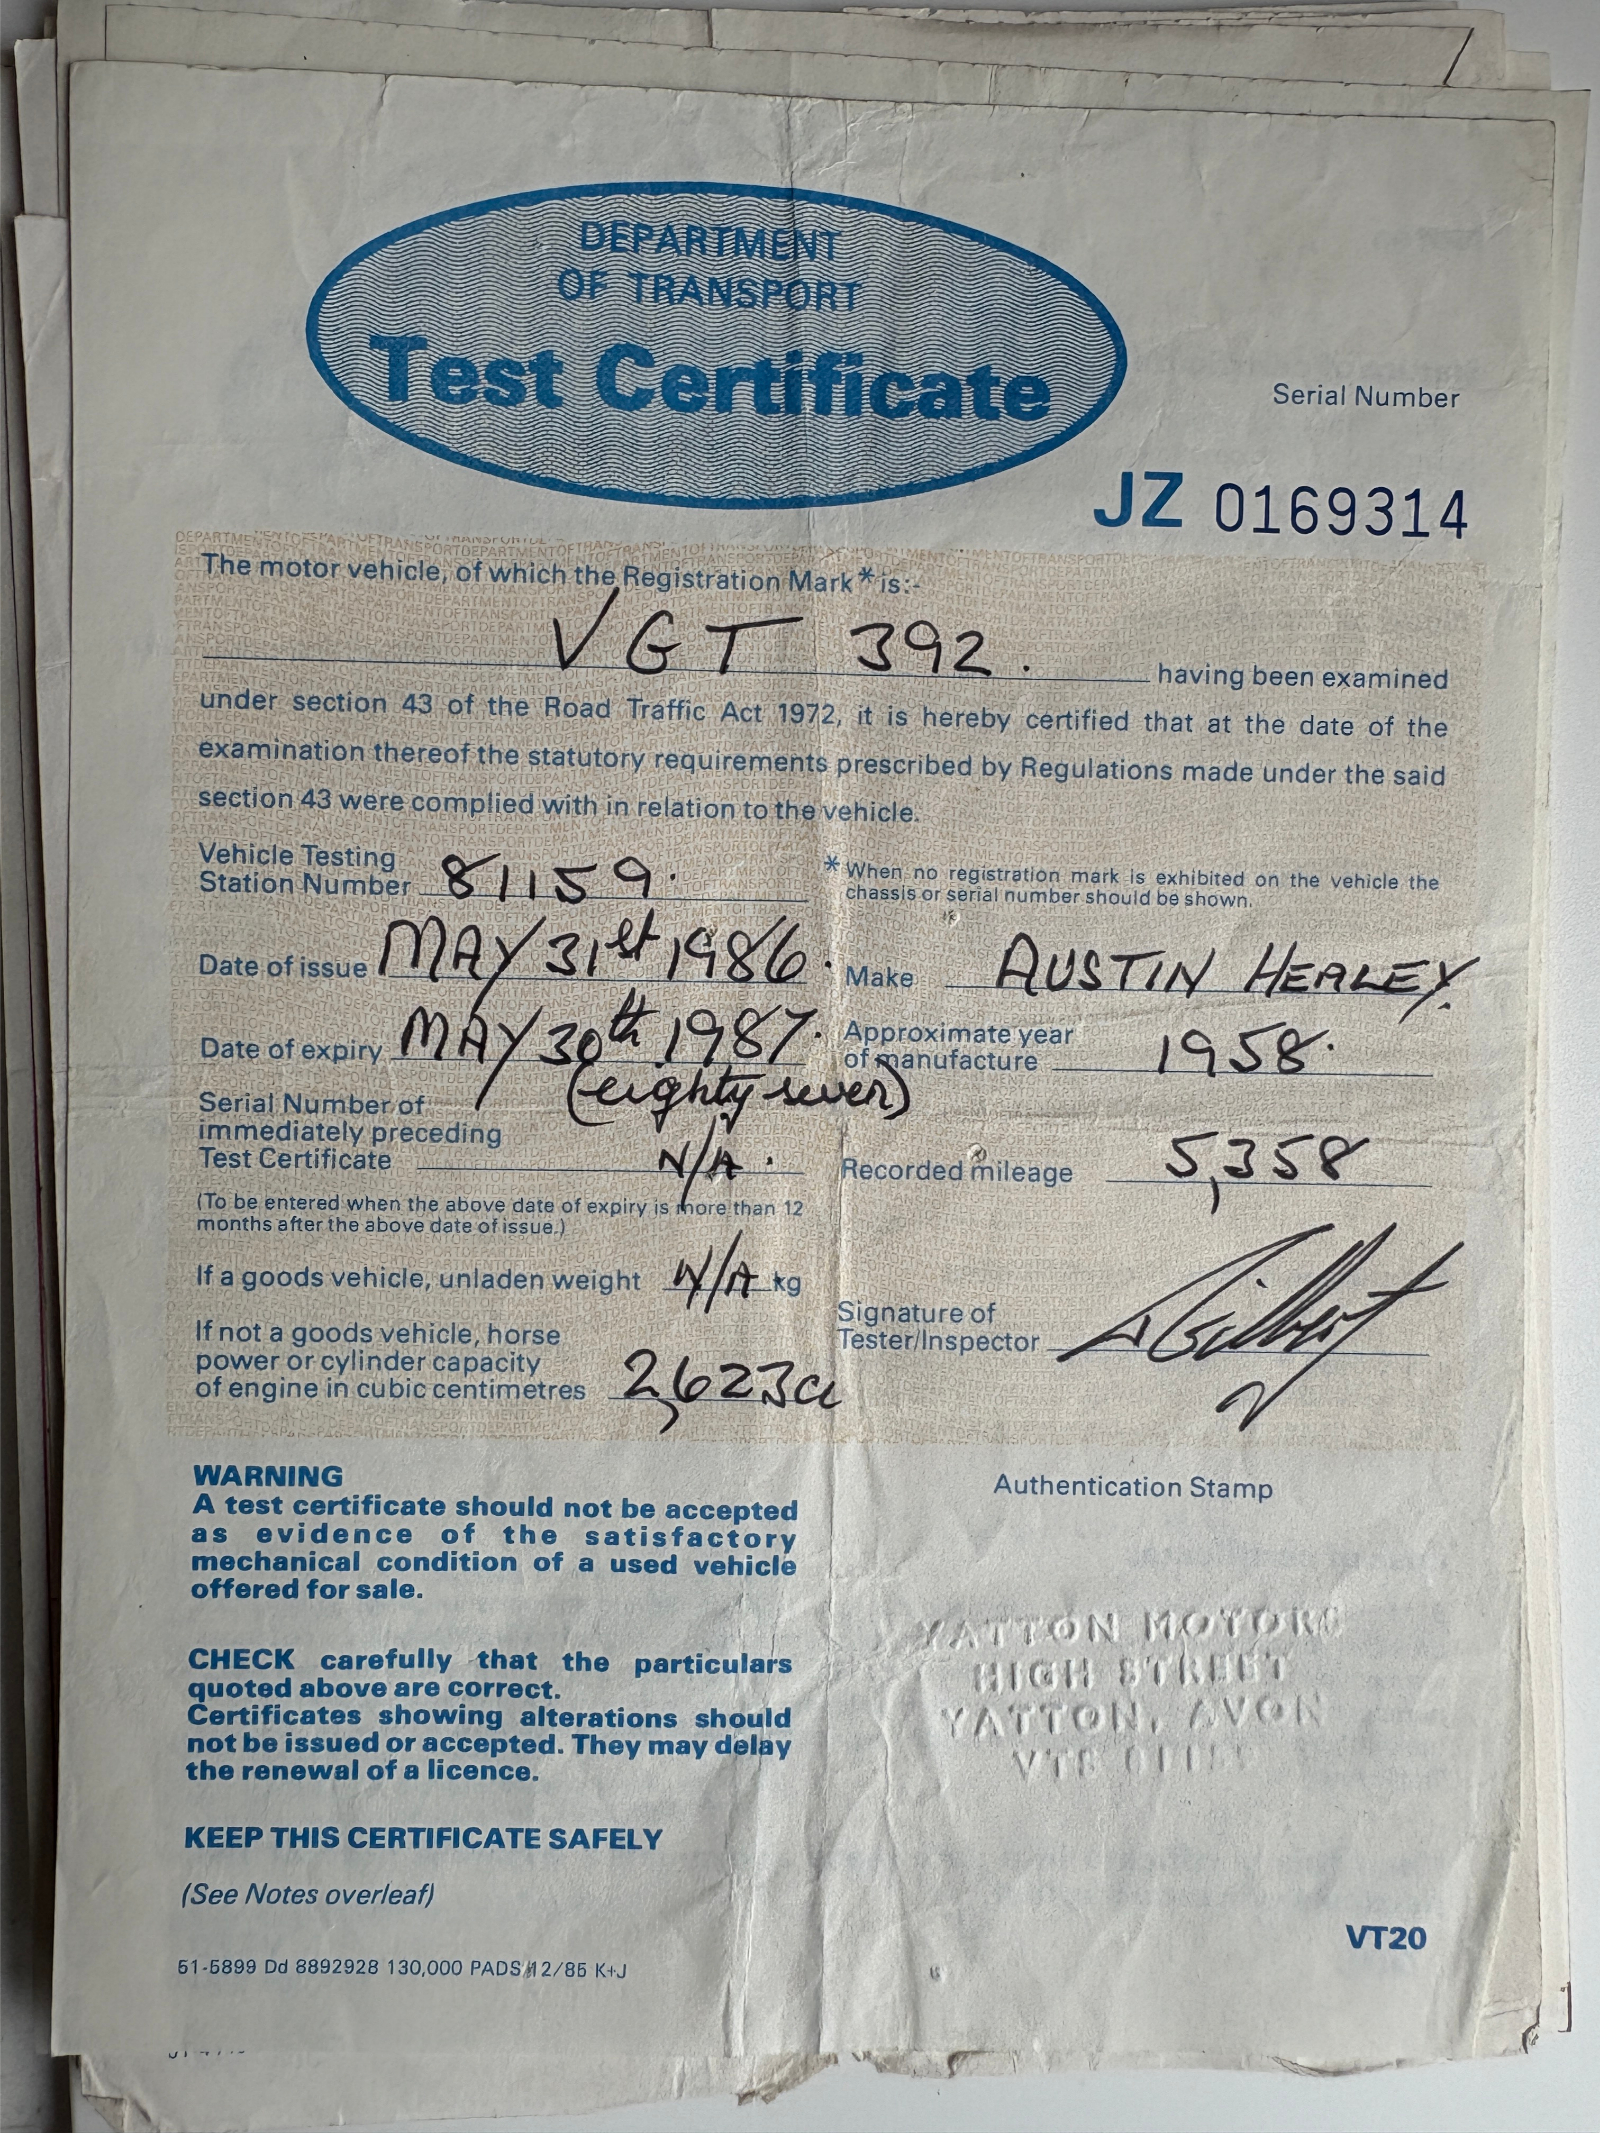 DEPARTMENT
OF TRANSPORT
Test Certificate
Serial Number
JZ 0169314
The motor vehicle, of which the Registration Mark* is:-
VGT 392. having been examined
under section 43 of the Road Traffic Act 1972, it is hereby certified that at the date of the
examination thereof the statutory requirements prescribed by Regulations made under the said
section 43 were complied with in relation to the vehicle.
Vehicle Testing
Station Number 81159.
* When no registration mark is exhibited on the vehicle the
chassis or serial number should be shown.
Date of issue MAY 31st 1986.
Make AUSTIN HEALEY.
Date of expiry MAY 30th 1987.
(eighty seven)
Approximate year
of manufacture 1958.
Serial Number of
immediately preceding
Test Certificate N/A.
Recorded mileage 5,358
(To be entered when the above date of expiry is more than 12
months after the above date of issue.)
If a goods vehicle, unladen weight N/A kg
Signature of
Tester/Inspector Gilbert
If not a goods vehicle, horse
power or cylinder capacity
of engine in cubic centimetres 2,623cc
WARNING
A test certificate should not be accepted
as evidence of the satisfactory
mechanical condition of a used vehicle
offered for sale.
Authentication Stamp
YATTON MOTORS
HIGH STREET
YATTON, AVON
CHECK carefully that the particulars
quoted above are correct.
Certificates showing alterations should
not be issued or accepted. They may delay
the renewal of a licence.
KEEP THIS CERTIFICATE SAFELY
(See Notes overleaf)
VT20
51-5899 Dd 8892928 130,000 PADS 12/85 K+J